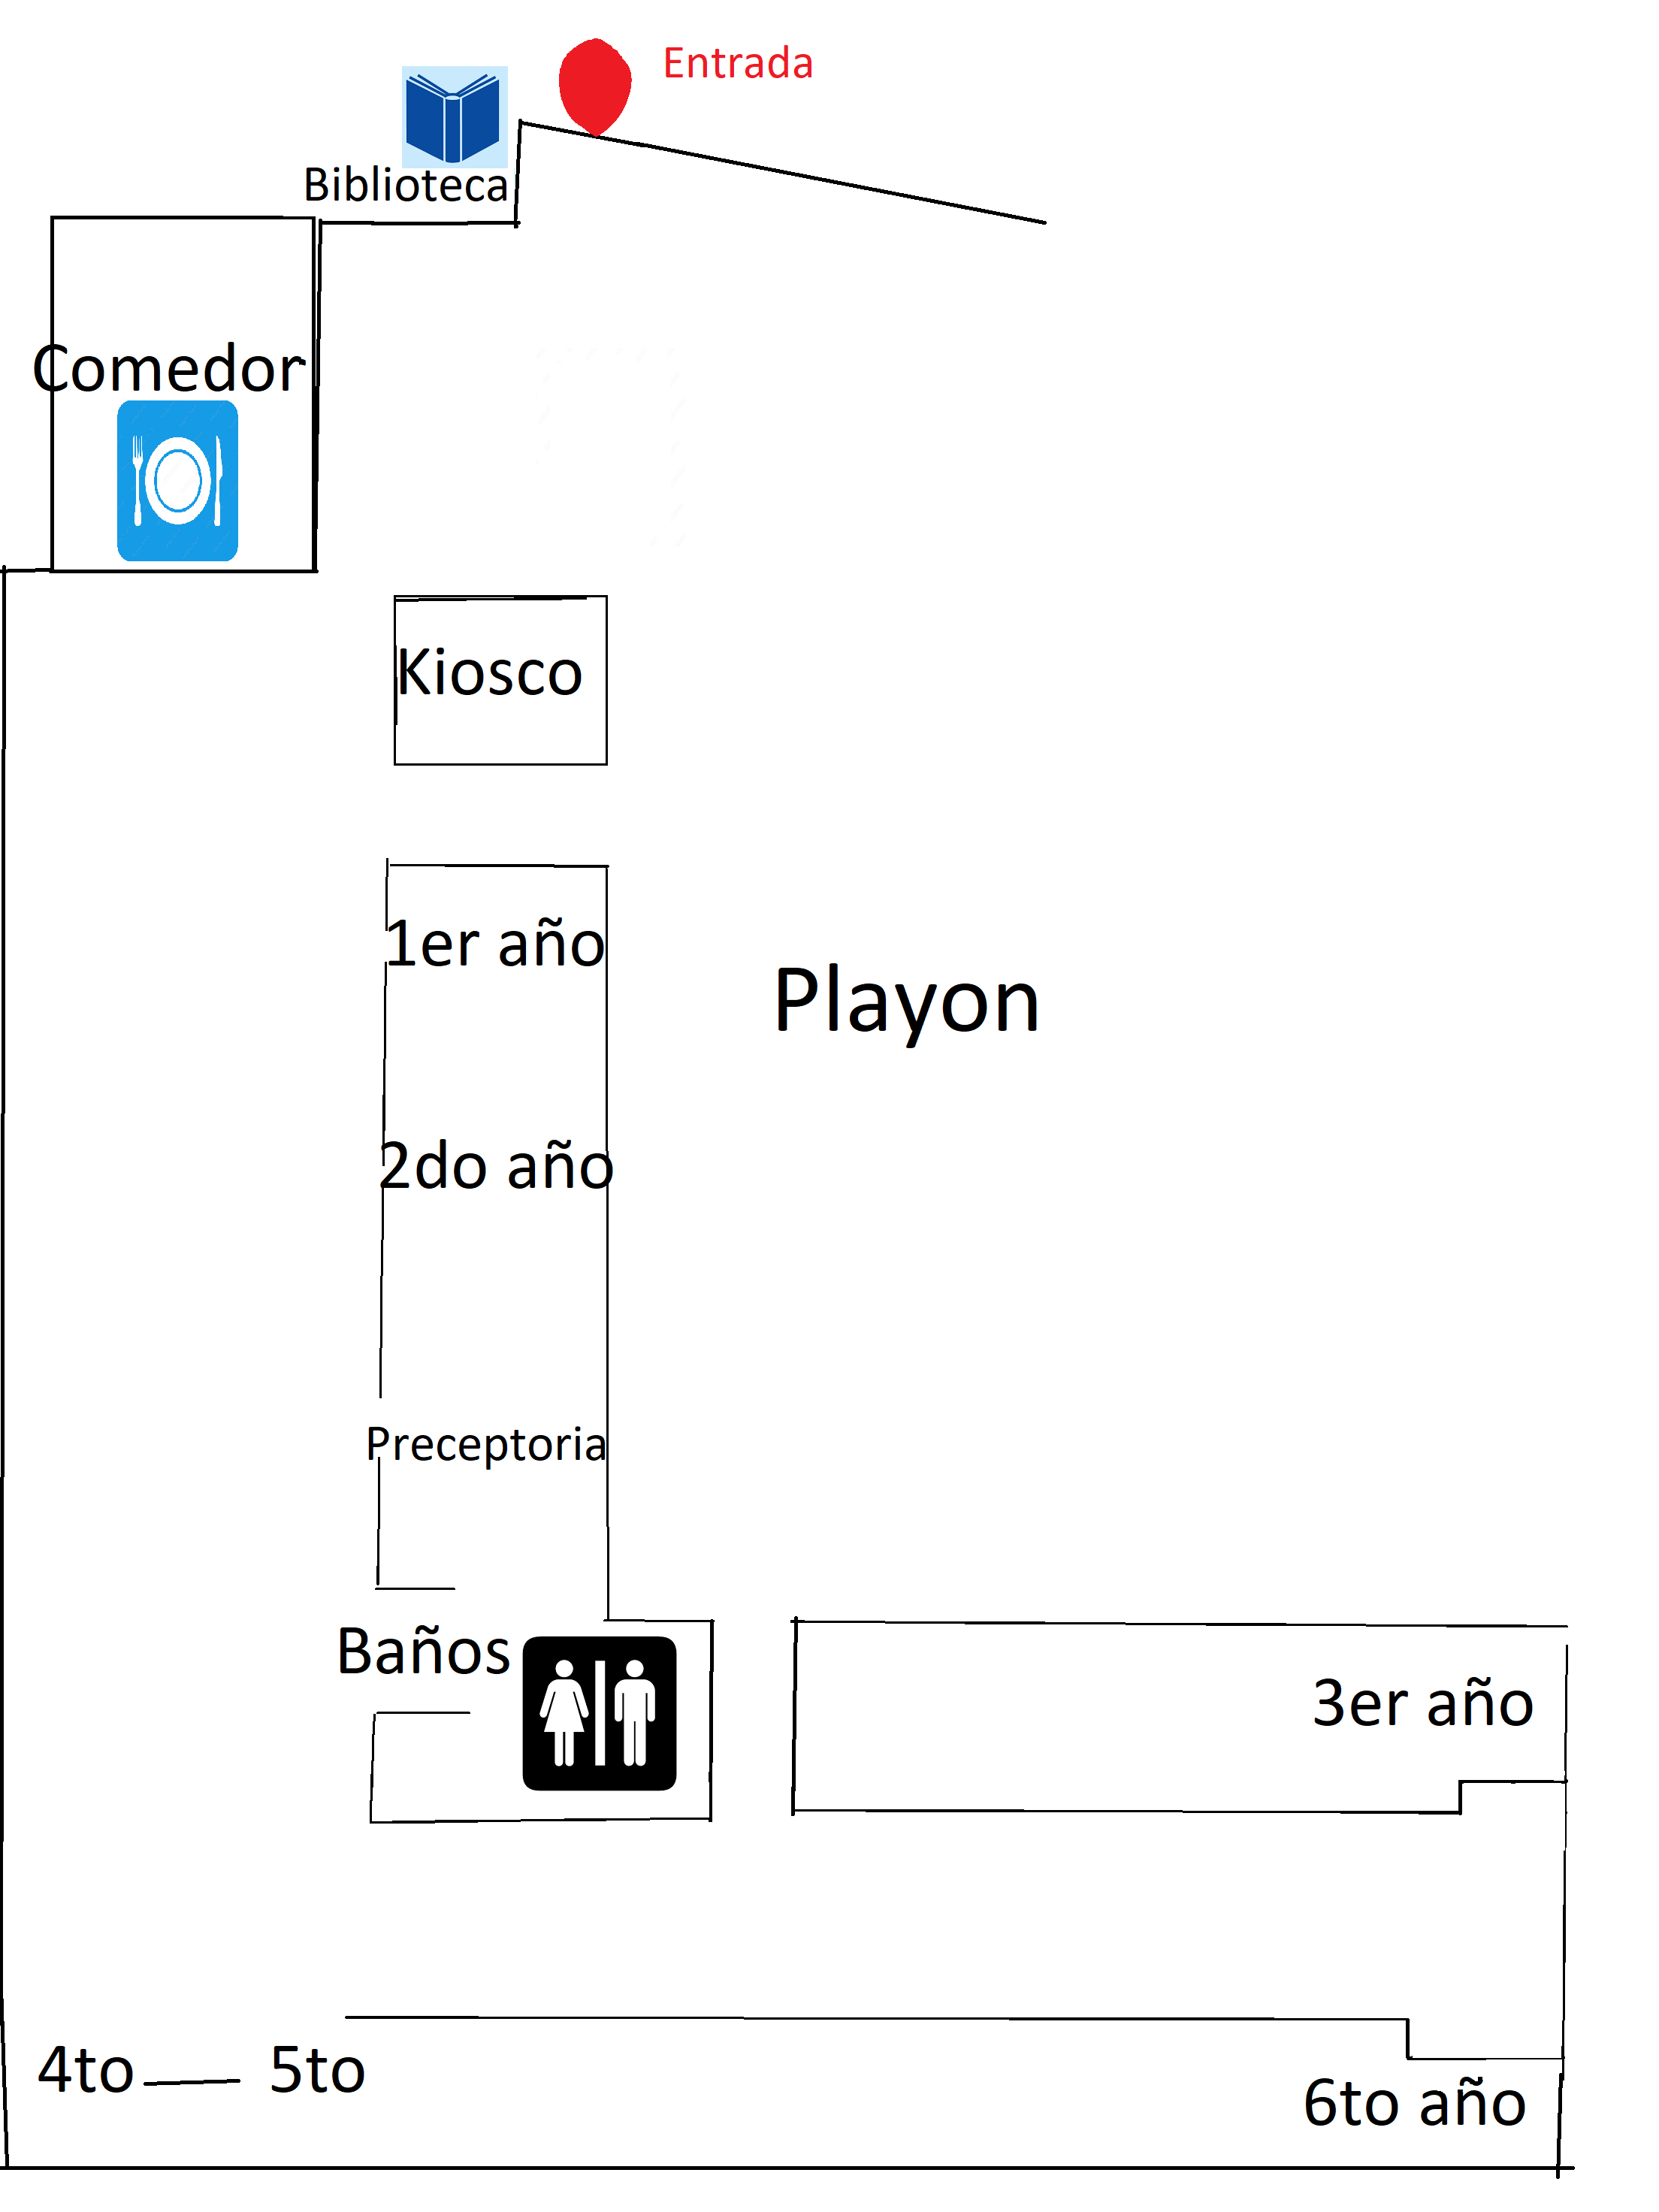 Entrada
Biblioteca
Comedor
Kiosco
1er año
Playon
2do año
Preceptoria
Baños
3er año
4to 5to
6to año